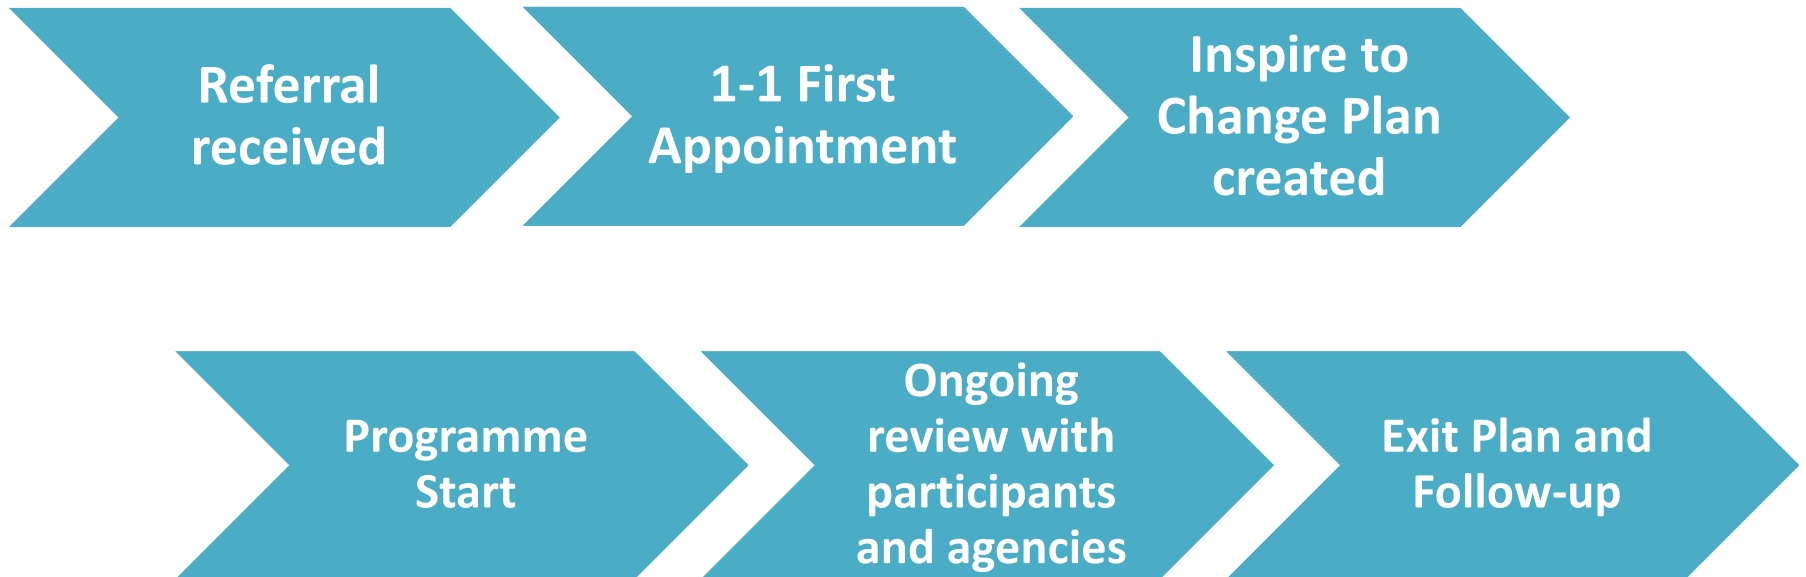 Referral
received
1-1 First
Appointment
Inspire to
Change Plan
created
Programme
Start
Ongoing
review with
participants
and agencies
Exit Plan and
Follow-up